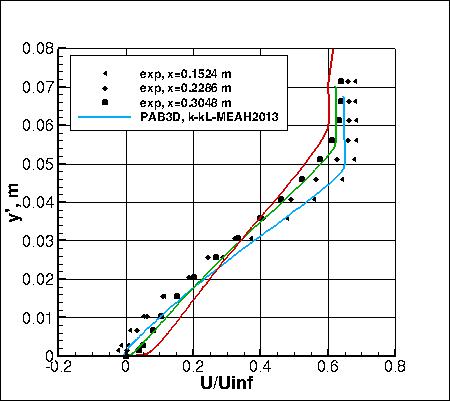 0.08
exp, x=0.1524 m
exp, x=0.2286 m
exp, x=0.3048 m
PAB3D, k-kL-MEAH2013
0.07
0.06
0.05
0.04
0.03
0.02
0.01
0
y', m
-0.2 0 0.2 0.4 0.6 0.8
U/Uinf